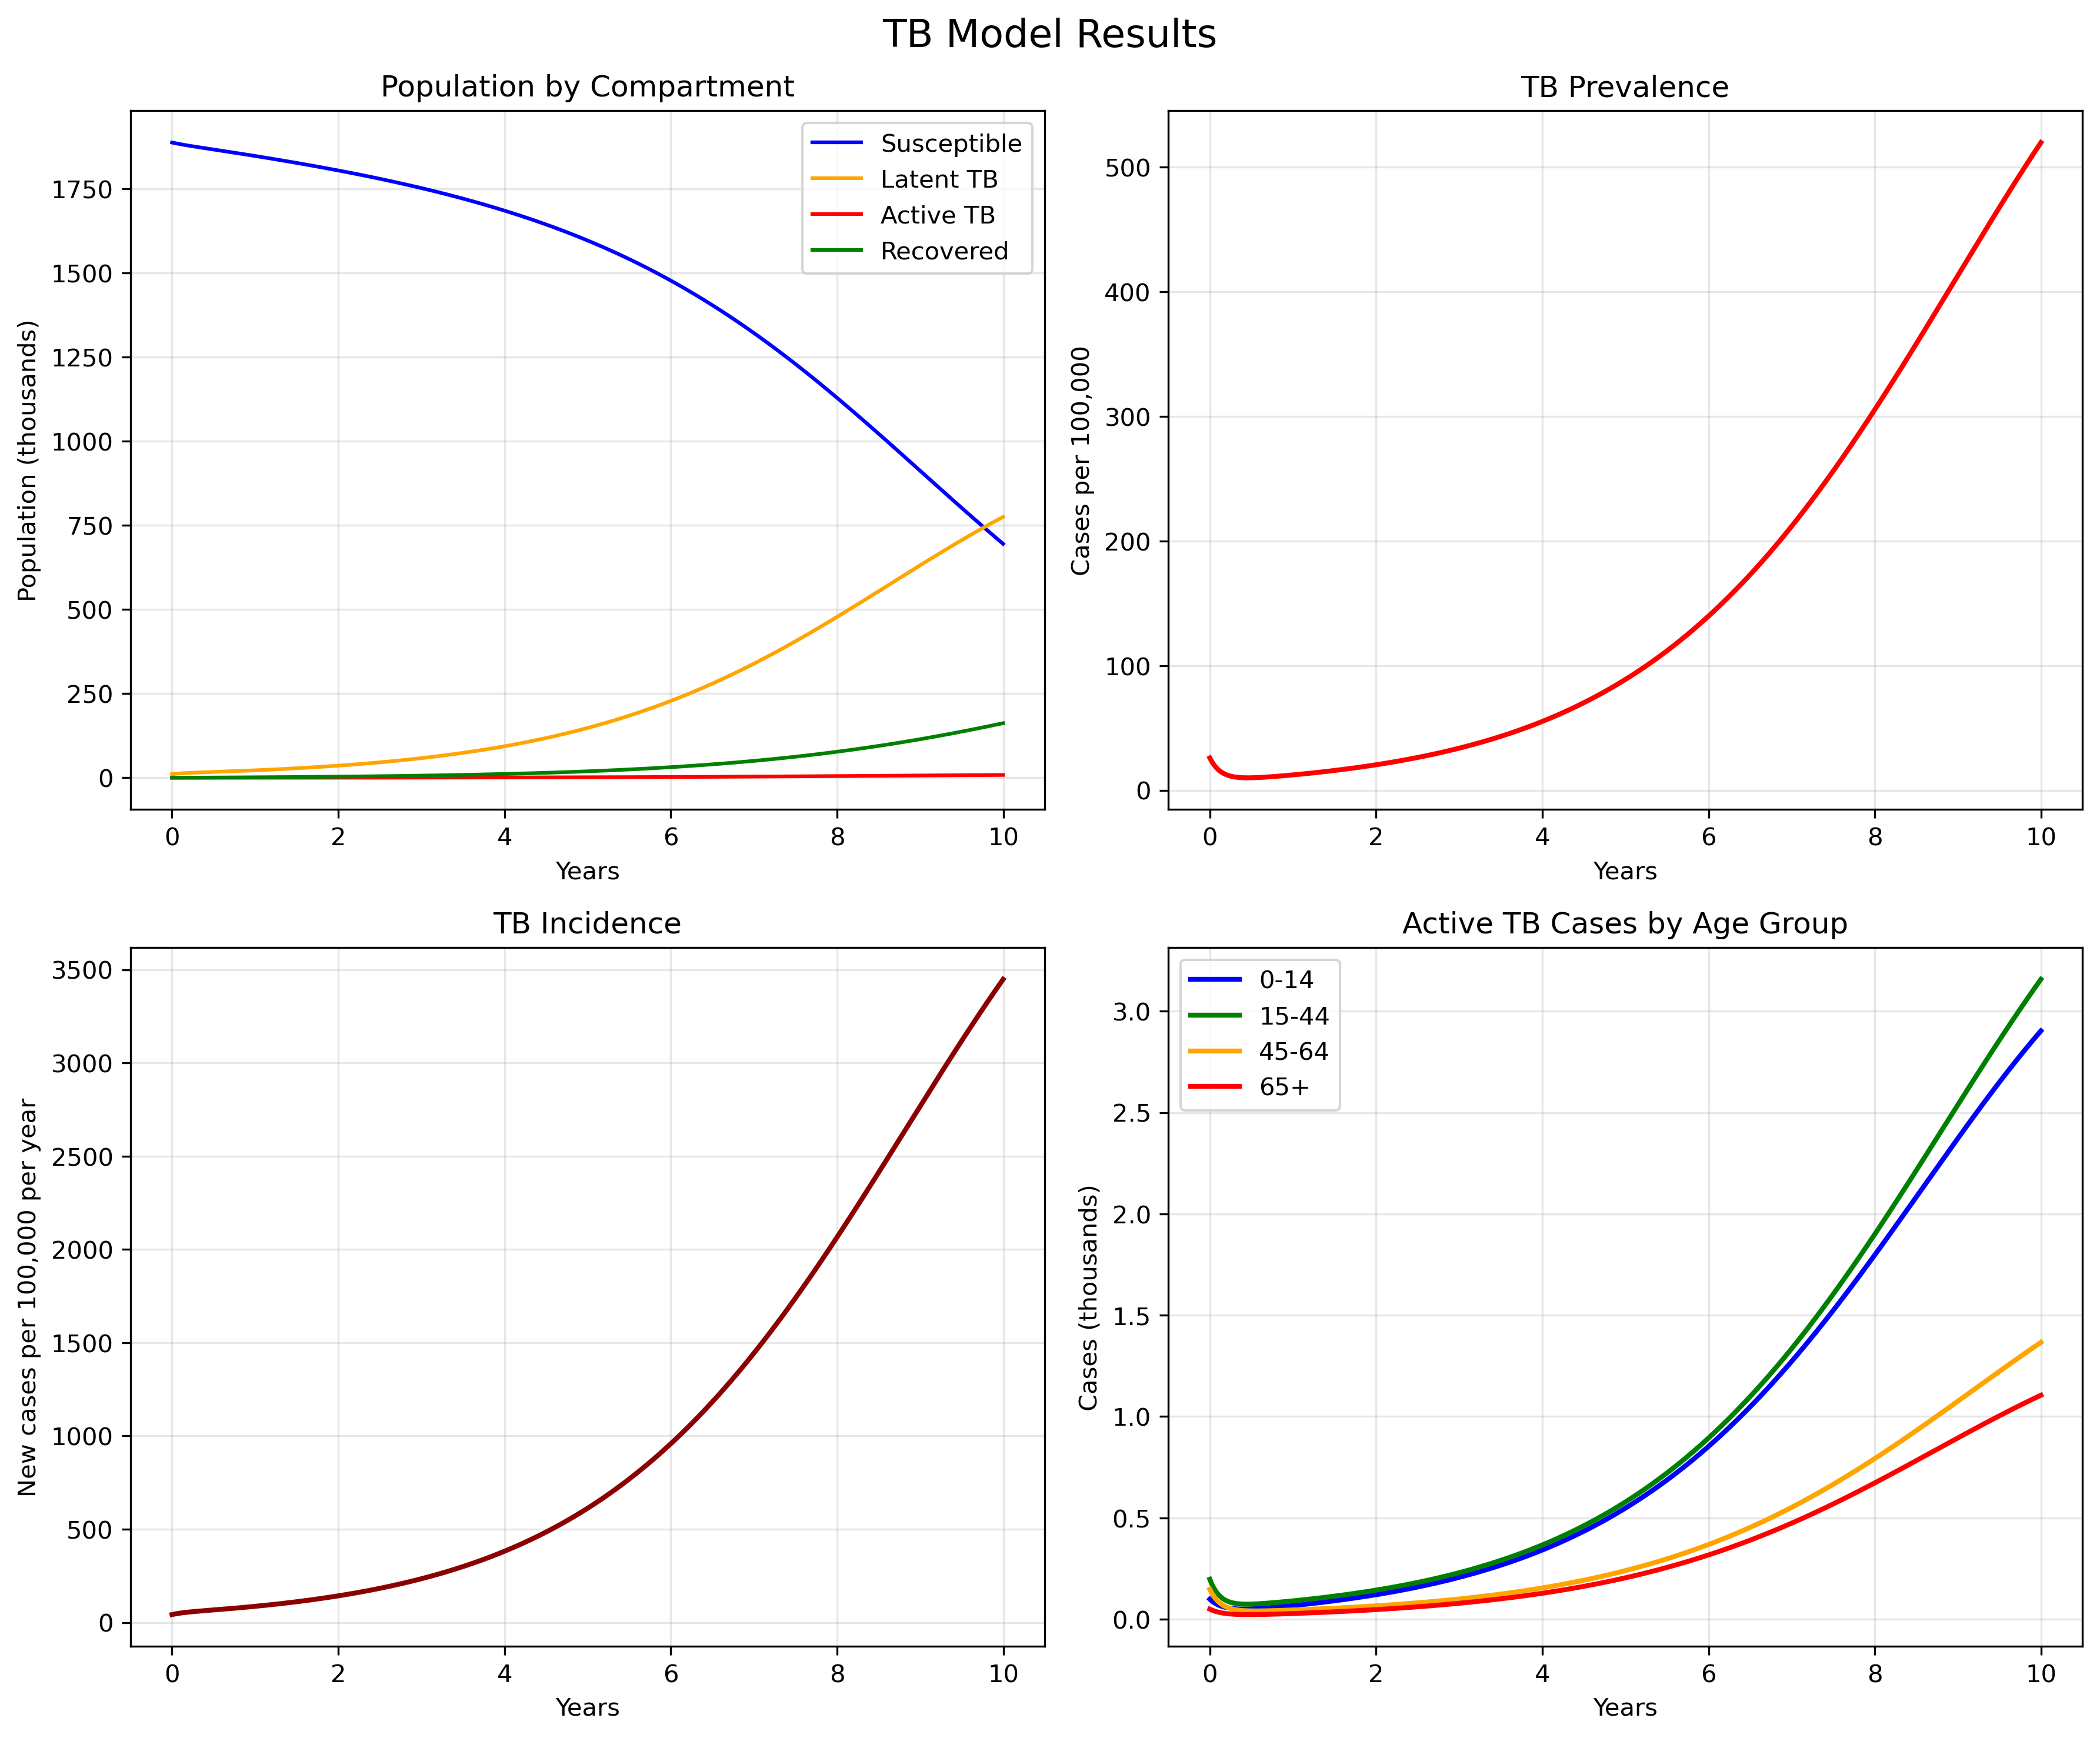 TB Model Results
Population by Compartment
Population (thousands)
1750
1500
1250
1000
750
500
250
0
0 2 4 6 8 10
Years
Susceptible
Latent TB
Active TB
Recovered
TB Prevalence
Cases per 100,000
500
400
300
200
100
0
0 2 4 6 8 10
Years
TB Incidence
New cases per 100,000 per year
3500
3000
2500
2000
1500
1000
500
0
0 2 4 6 8 10
Years
Active TB Cases by Age Group
Cases (thousands)
3.0
2.5
2.0
1.5
1.0
0.5
0.0
0 2 4 6 8 10
Years
0-14
15-44
45-64
65+